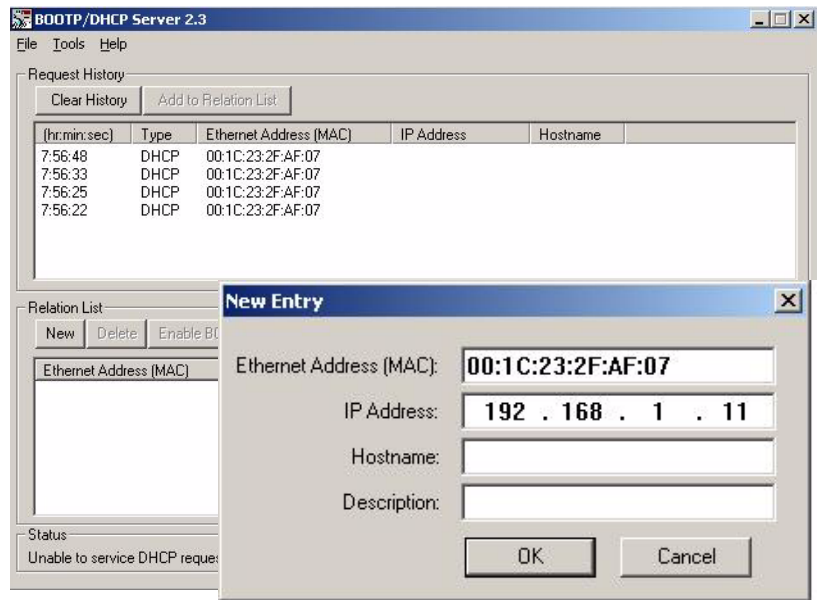 BOOTP/DHCP Server 2.3
File Tools Help
Request History
Clear History Add to Relation List
(hr:min:sec) Type Ethernet Address (MAC) IP Address Hostname
7:56:48 DHCP 00:1C:23:2F:AF:07
7:56:33 DHCP 00:1C:23:2F:AF:07
7:56:25 DHCP 00:1C:23:2F:AF:07
7:56:22 DHCP 00:1C:23:2F:AF:07
Relation List
New Delete Enable
Ethernet Address (MAC)
Status
Unable to service DHCP
New Entry
Ethernet Address (MAC): 00:1C:23:2F:AF:07
IP Address: 192 . 168 . 1 . 11
Hostname:
Description:
OK Cancel